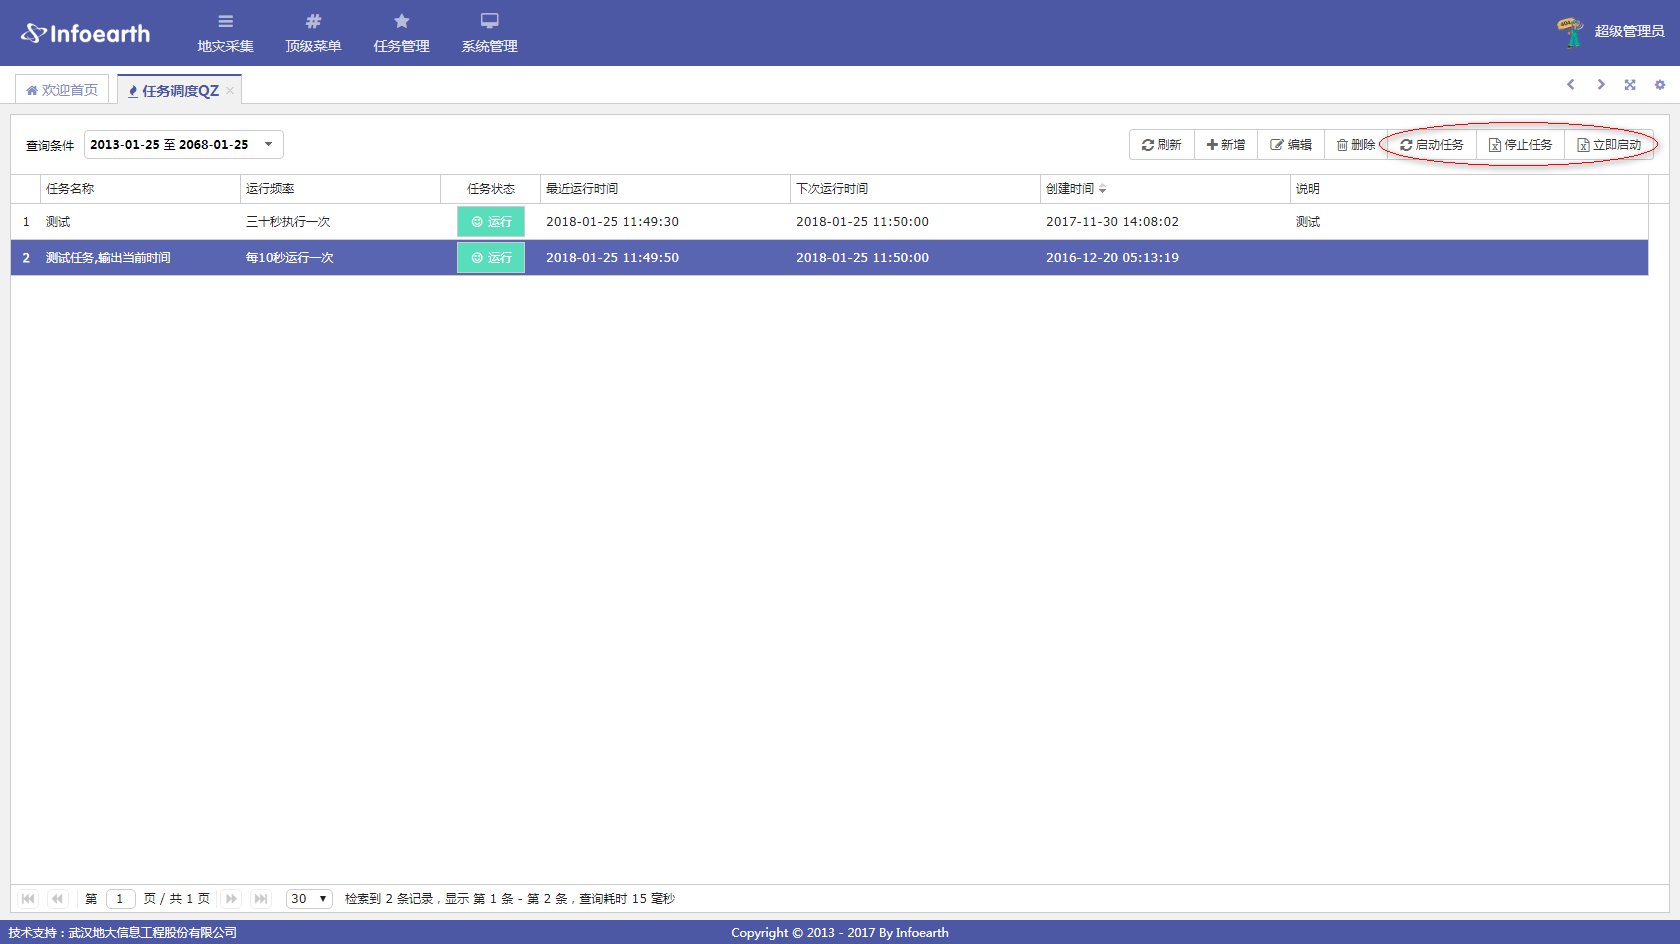 Infoearth
地灾采集 顶级菜单 任务管理 系统管理 超级管理员
欢迎首页 任务调度QZ
查询条件 2013-01-25 至 2068-01-25 刷新 新增 编辑 删除 启动任务 停止任务 立即启动
任务名称 运行频率 任务状态 最近运行时间 下次运行时间 创建时间 说明
1 测试 三十秒执行一次 运行 2018-01-25 11:49:30 2018-01-25 11:50:00 2017-11-30 14:08:02 测试
2 测试任务,输出当前时间 每10秒运行一次 运行 2018-01-25 11:49:50 2018-01-25 11:50:00 2016-12-20 05:13:19
第 1 页 / 共 1 页 30 检索到 2 条记录，显示 第 1 条 - 第 2 条，查询耗时 15 毫秒
技术支持：武汉地大信息工程股份有限公司 Copyright © 2013 - 2017 By Infoearth